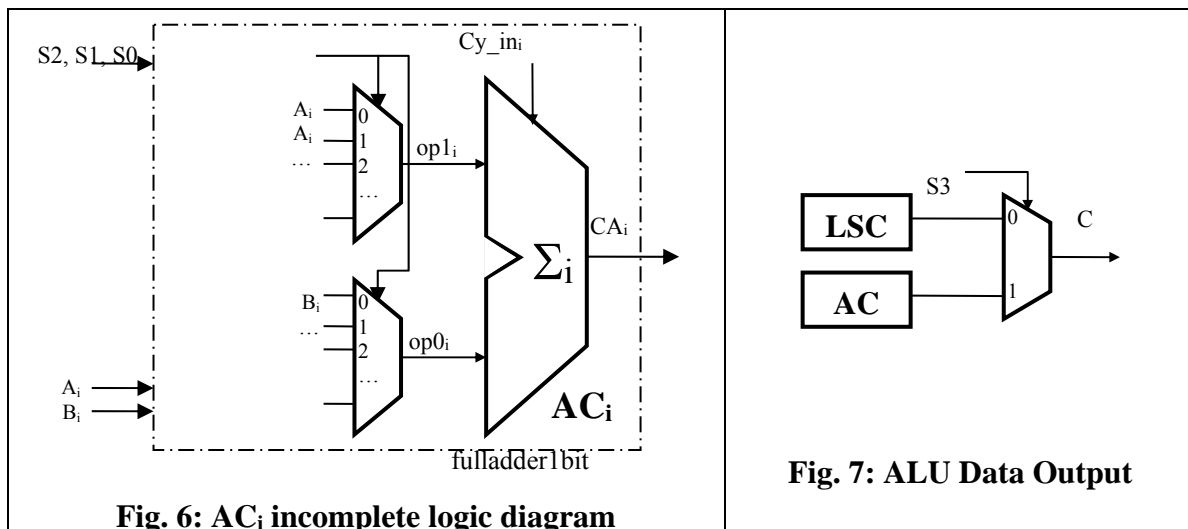 S2, S1, S0
Cy_inᵢ
Aᵢ
0
Aᵢ
1
…
2
…
op1ᵢ
CAᵢ
Σᵢ
Bᵢ
0
…
1
2
…
op0ᵢ
Aᵢ
Bᵢ
ACᵢ
fulladder1bit
Fig. 6: ACᵢ incomplete logic diagram
S3
LSC
0
C
AC
1
Fig. 7: ALU Data Output